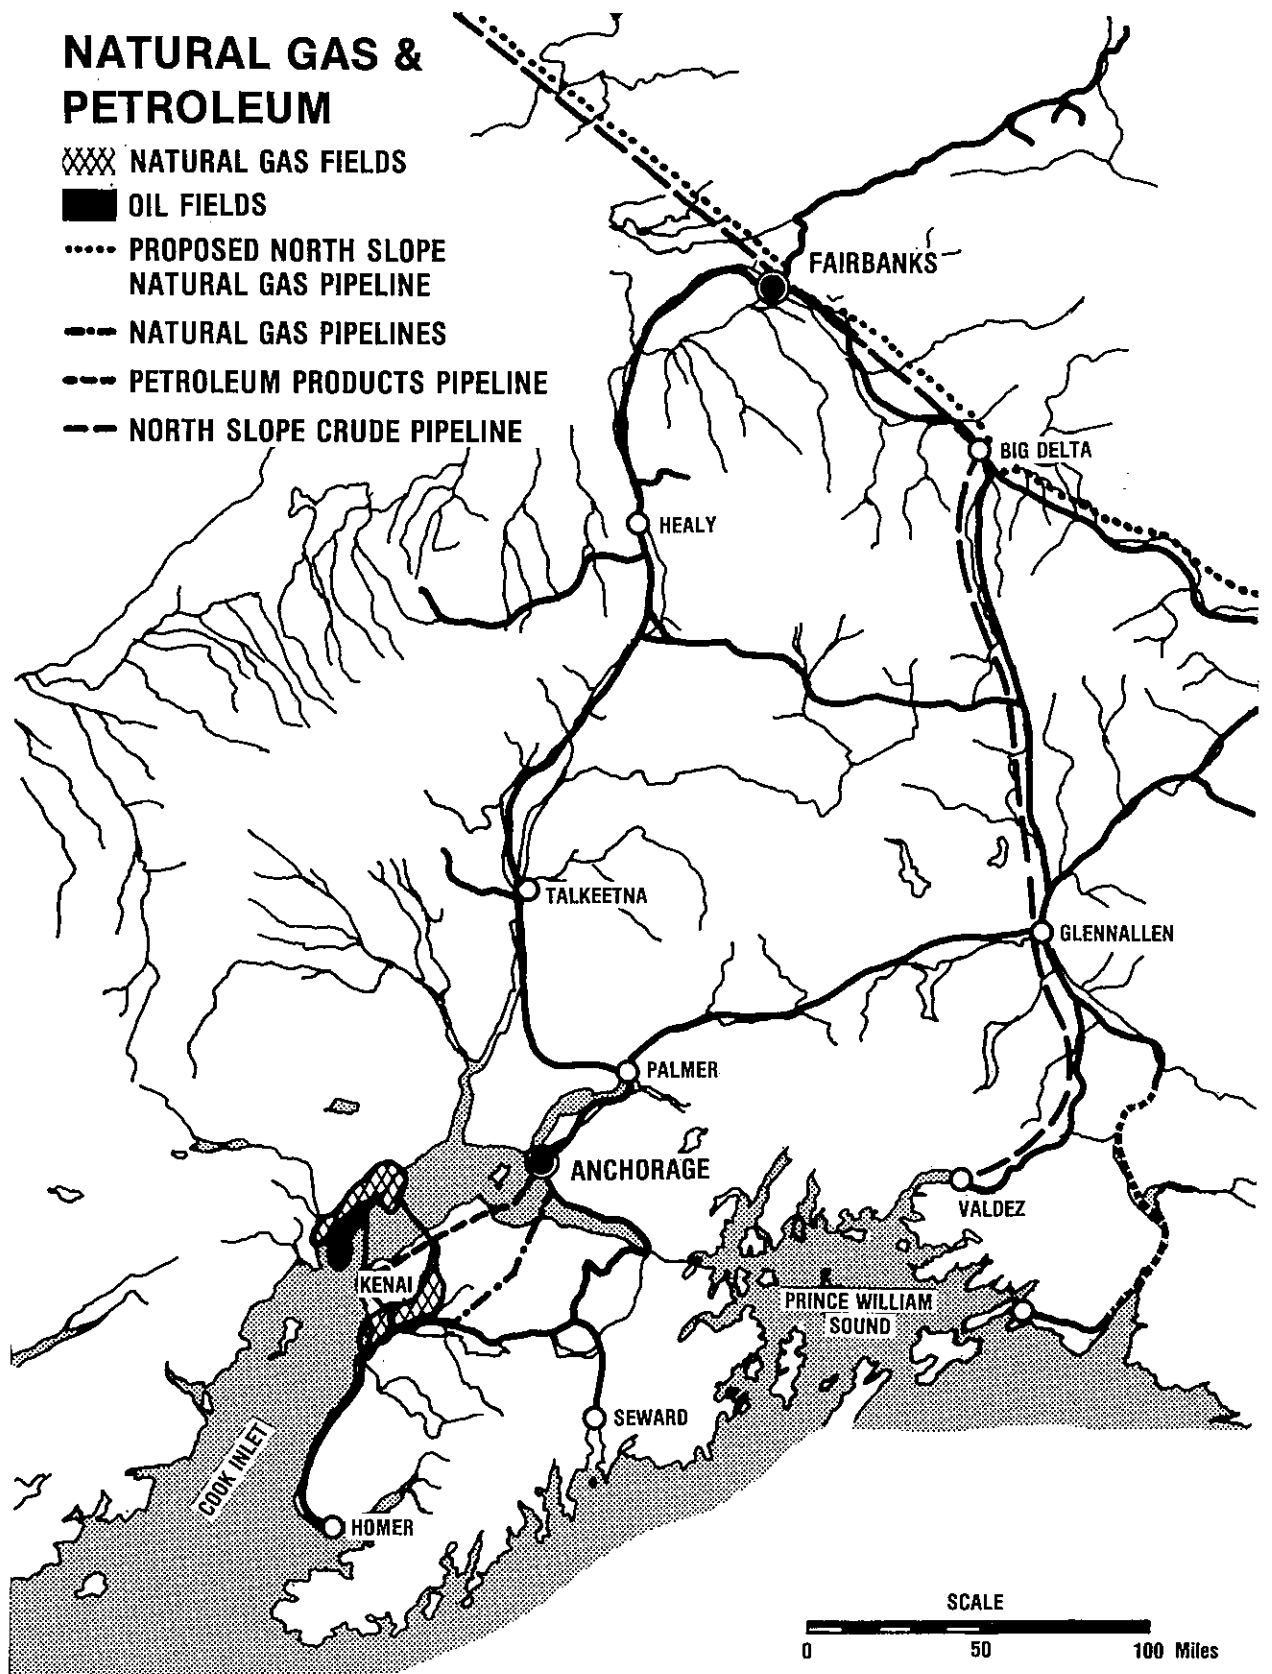 NATURAL GAS &
PETROLEUM
NATURAL GAS FIELDS
OIL FIELDS
PROPOSED NORTH SLOPE
NATURAL GAS PIPELINE
NATURAL GAS PIPELINES
PETROLEUM PRODUCTS PIPELINE
NORTH SLOPE CRUDE PIPELINE
FAIRBANKS
BIG DELTA
HEALY
TALKEETNA
GLENNALLEN
PALMER
ANCHORAGE
VALDEZ
KENAI
PRINCE WILLIAM
SOUND
SEWARD
COOK INLET
HOMER
SCALE
0 50 100 Miles